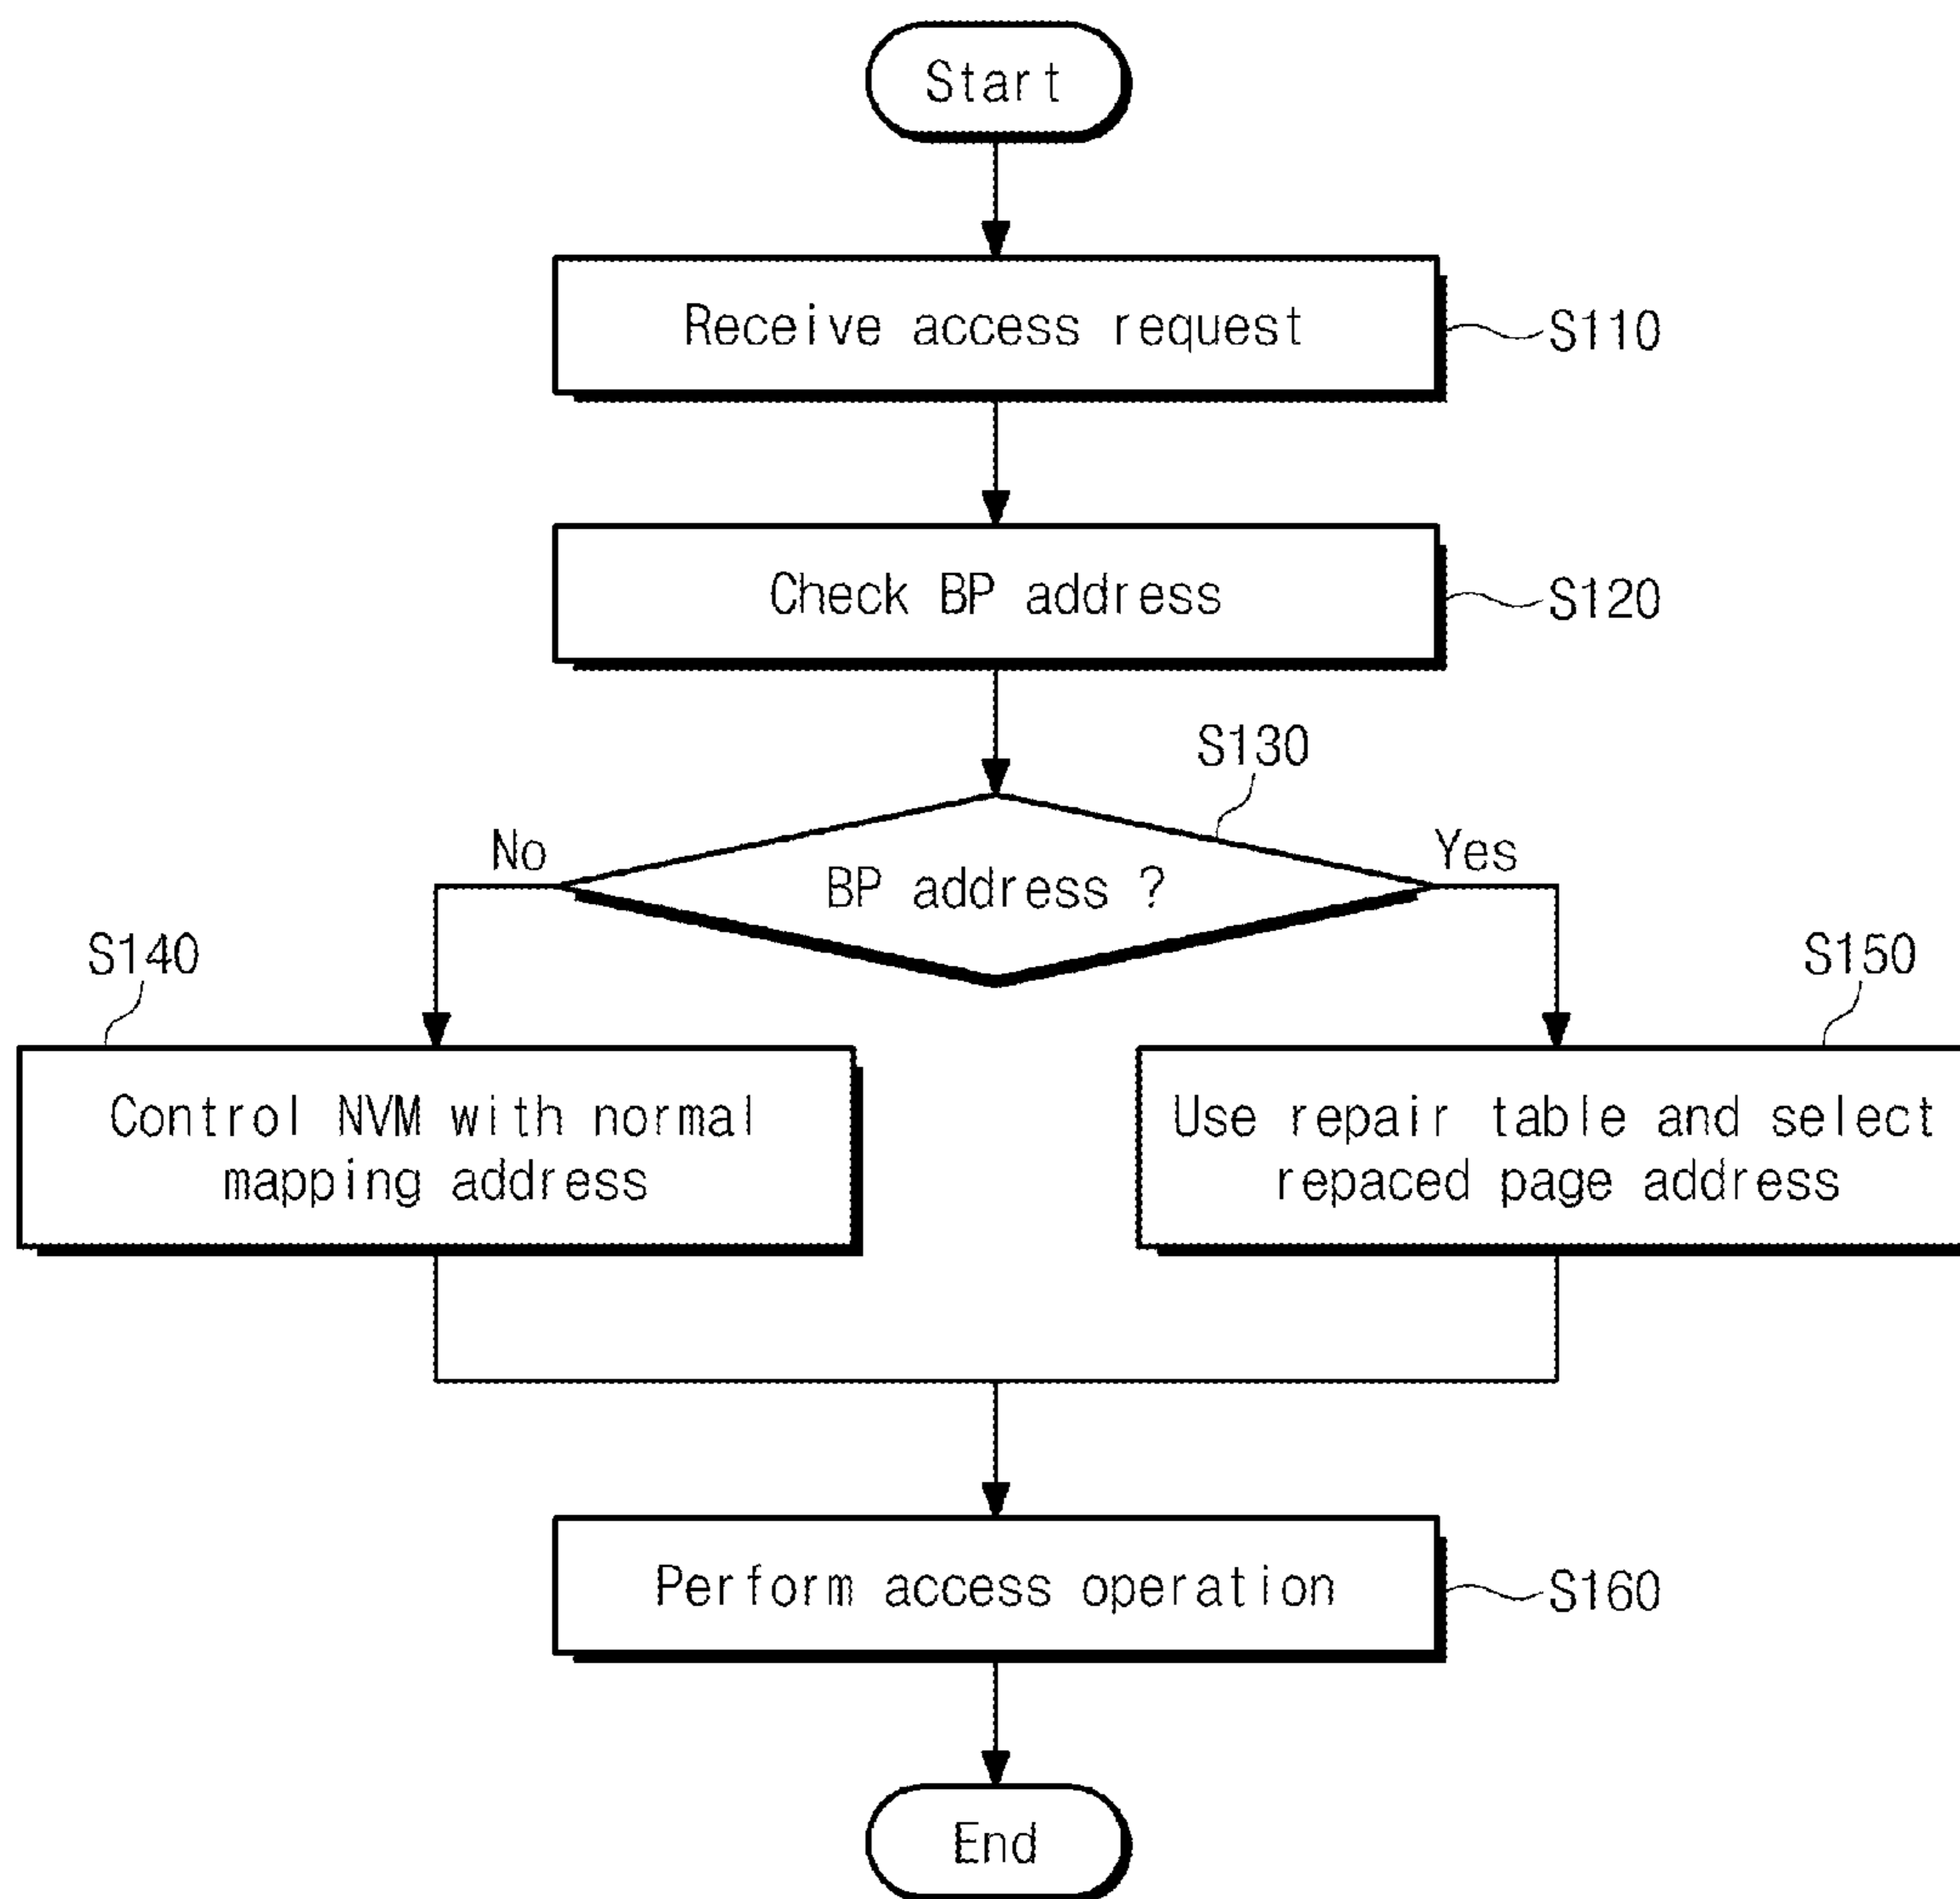 Start
Receive access request
S110
Check BP address
S120
S130
No
BP address ?
Yes
S140
S150
Control NVM with normal
mapping address
Use repair table and select
repaced page address
Perform access operation
S160
End